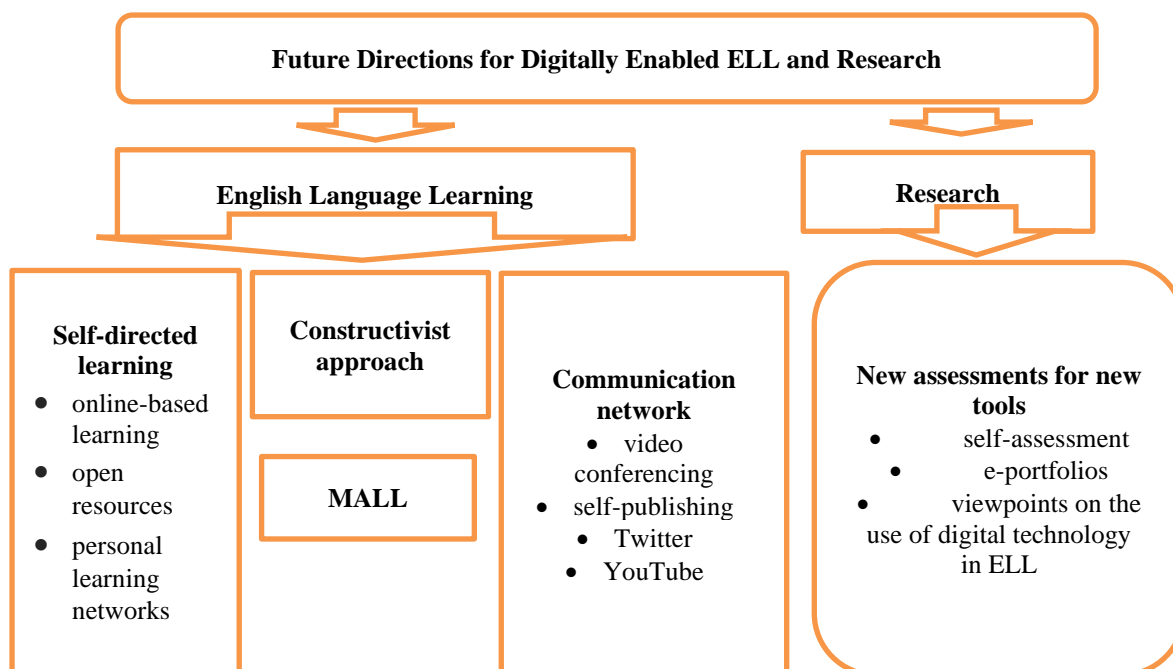 Future Directions for Digitally Enabled ELL and Research
English Language Learning
Research
Self-directed
learning
• online-based
learning
• open
resources
• personal
learning
networks
Constructivist
approach
MALL
Communication
network
• video
conferencing
• self-publishing
• Twitter
• YouTube
New assessments for new
tools
• self-assessment
• e-portfolios
• viewpoints on the
use of digital technology
in ELL